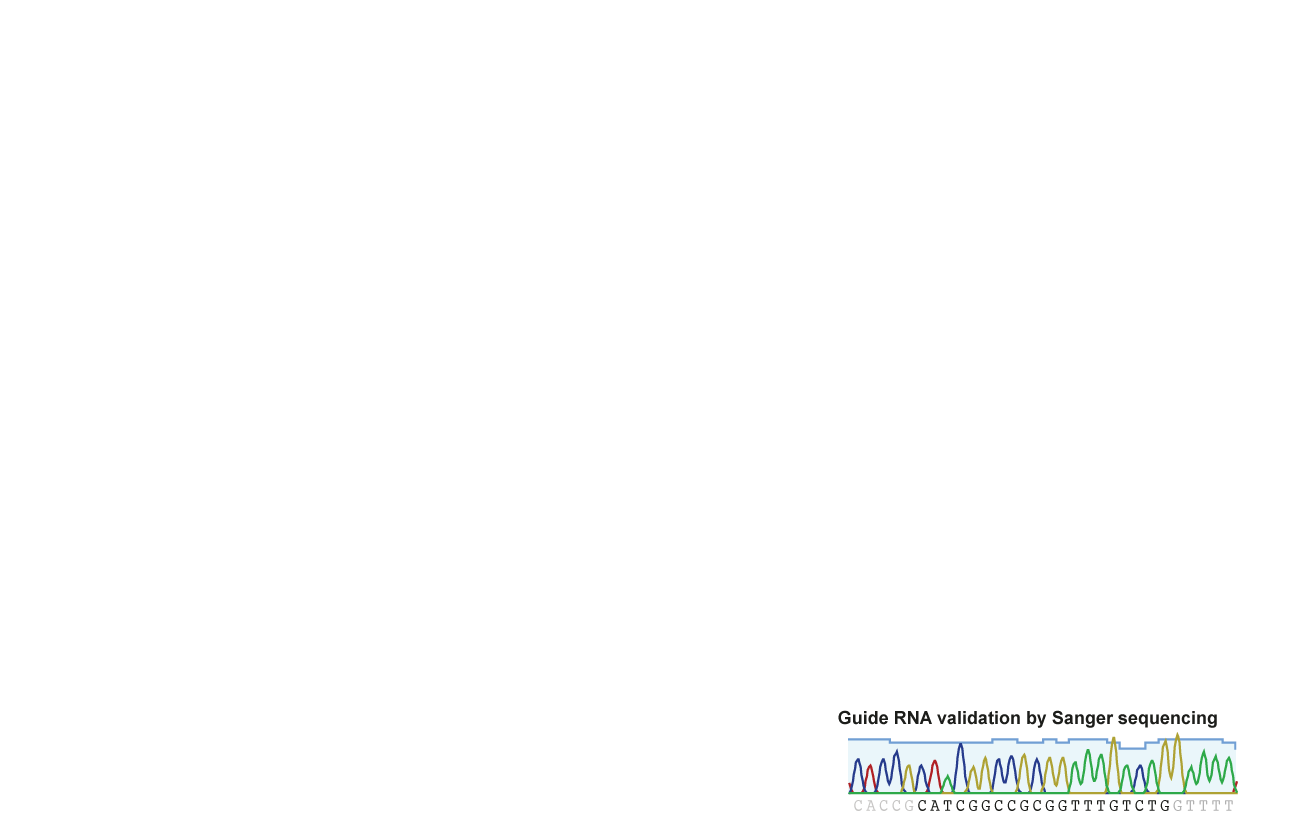 Guide RNA validation by Sanger sequencing
CACCGCATCGGCCGCGGTTTGTCTGGTTTT